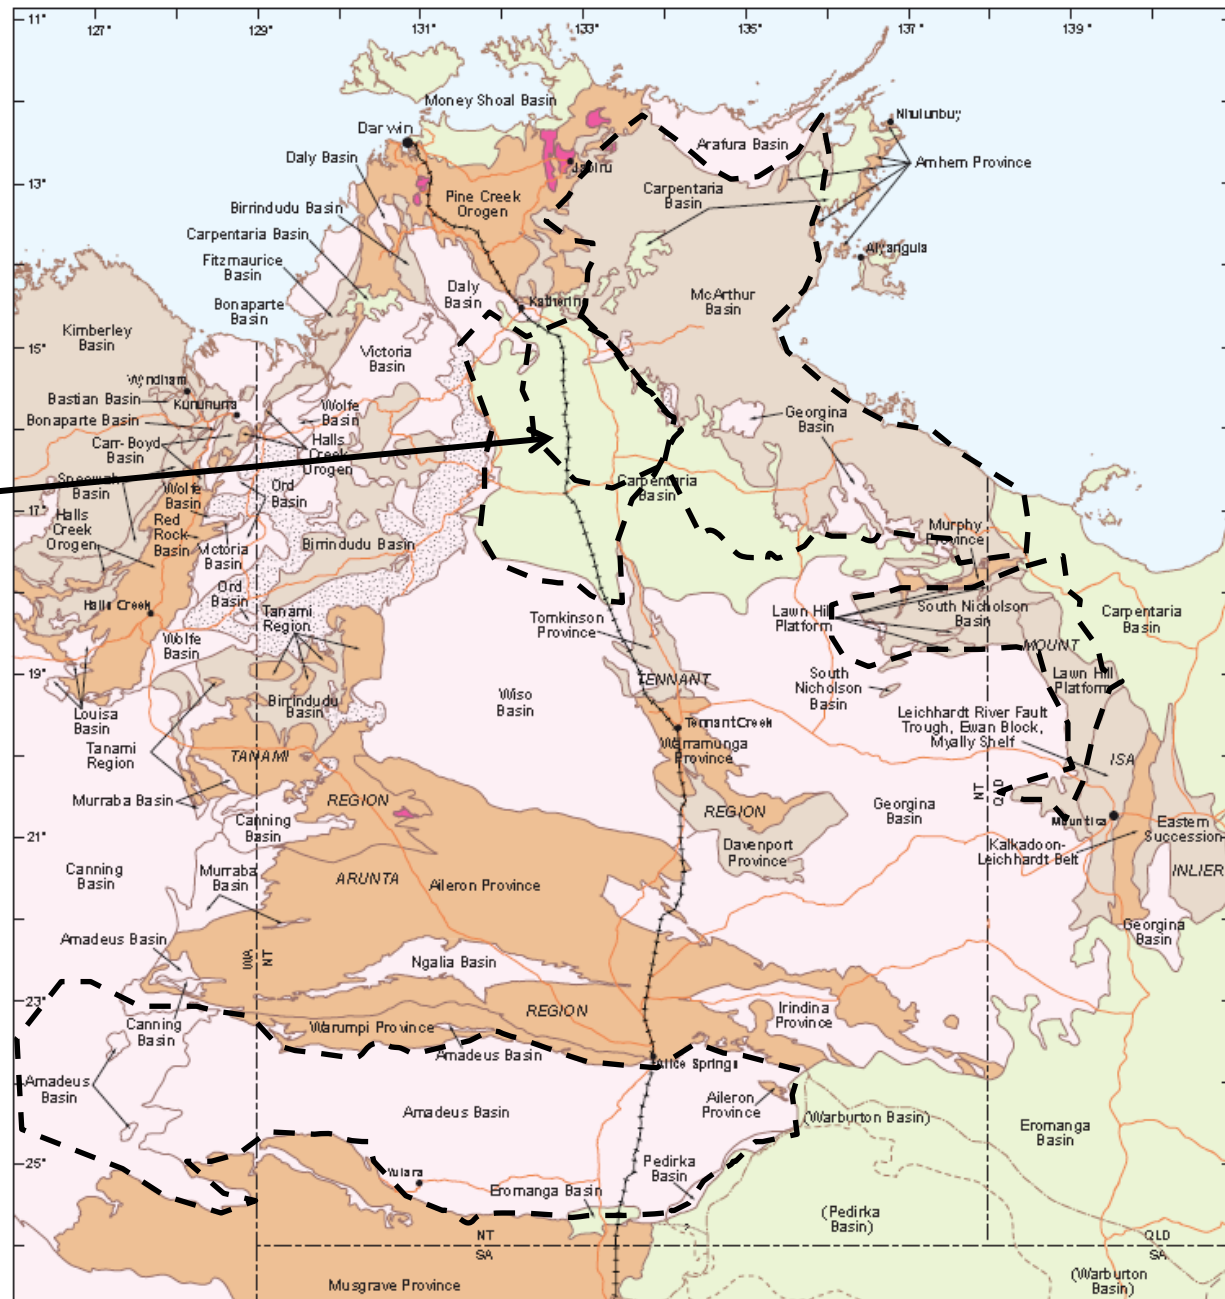 11°
127°
129°
131°
133°
135°
137°
139°
Money Shoal Basin
Darwin
Nhulunbuy
Arafura Basin
Daly Basin
Jabiru
Arnhem Province
13°
Carpentaria
Basin
Pine Creek
Orogen
Birrindudu Basin
Carpentaria Basin
Alyangula
Fitzmaurice
Basin
Daly
Basin
Katherine
McArthur
Basin
Bonaparte
Basin
Kimberley
Basin
15°
Victoria
Basin
Wyndham
Bastian Basin
Kununurra
Wolfe
Basin
Georgina
Basin
Bonaparte Basin
Carr-Boyd
Basin
Halls
Creek
Orogen
Speewah
Basin
Carpentaria
Basin
Wolfe
Basin
Ord
Basin
17°
Halls
Creek
Orogen
Red
Rock
Basin
Murphy
Province
Victoria
Basin
Birrindudu Basin
Ord
Basin
Halls Creek
Tanami
Region
Tomkinson
Province
Lawn Hill
Platform
South Nicholson
Basin
Carpentaria
Basin
Wolfe
Basin
MOUNT
19°
TENNANT
South
Nicholson
Basin
Lawn Hill
Platform
Wiso
Basin
Birrindudu
Basin
Louisa
Basin
Leichhardt River Fault
Trough, Ewan Block,
Myally Shelf
Tennant Creek
Tanami
Region
TANAMI
Warramunga
Province
ISA
NT
QLD
Murraba Basin
REGION
REGION
Georgina
Basin
Canning
Basin
Mount Isa
Eastern
Succession
21°
Davenport
Province
Kalkadoon-
Leichhardt Belt
Canning
Basin
Murraba
Basin
ARUNTA
Aileron Province
INLIER
Georgina
Basin
Amadeus Basin
WA
NT
Ngalia Basin
23°
Canning
Basin
REGION
Irindina
Province
Warumpi Province
Amadeus Basin
Alice Springs
Amadeus
Basin
Amadeus Basin
Aileron
Province
(Warburton Basin)
Eromanga
Basin
25°
Yulara
Pedirka
Basin
Eromanga Basin
(Pedirka
Basin)
?
NT
SA
QLD
SA
Musgrave Province
(Warburton
Basin)